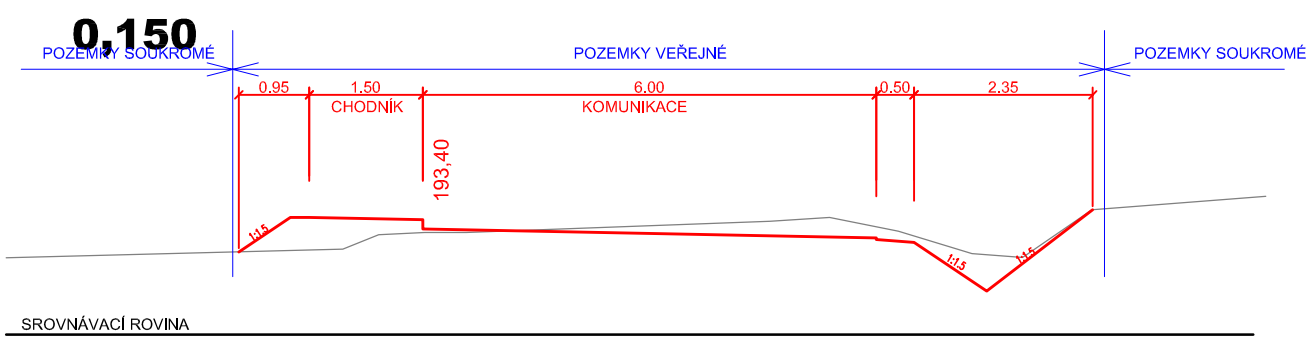 0,150
POZEMKY SOUKROMÉ
POZEMKY VEŘEJNÉ
POZEMKY SOUKROMÉ
0.95
1.50
6.00
0.50
2.35
CHODNÍK
KOMUNIKACE
193,40
1:1.5
1:1.5
1:1.5
SROVNÁVACÍ ROVINA